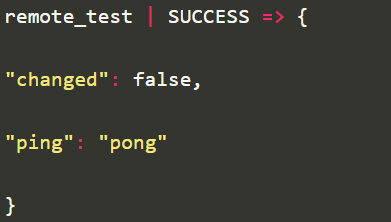 remote_test | SUCCESS => {
"changed": false,
"ping": "pong"
}